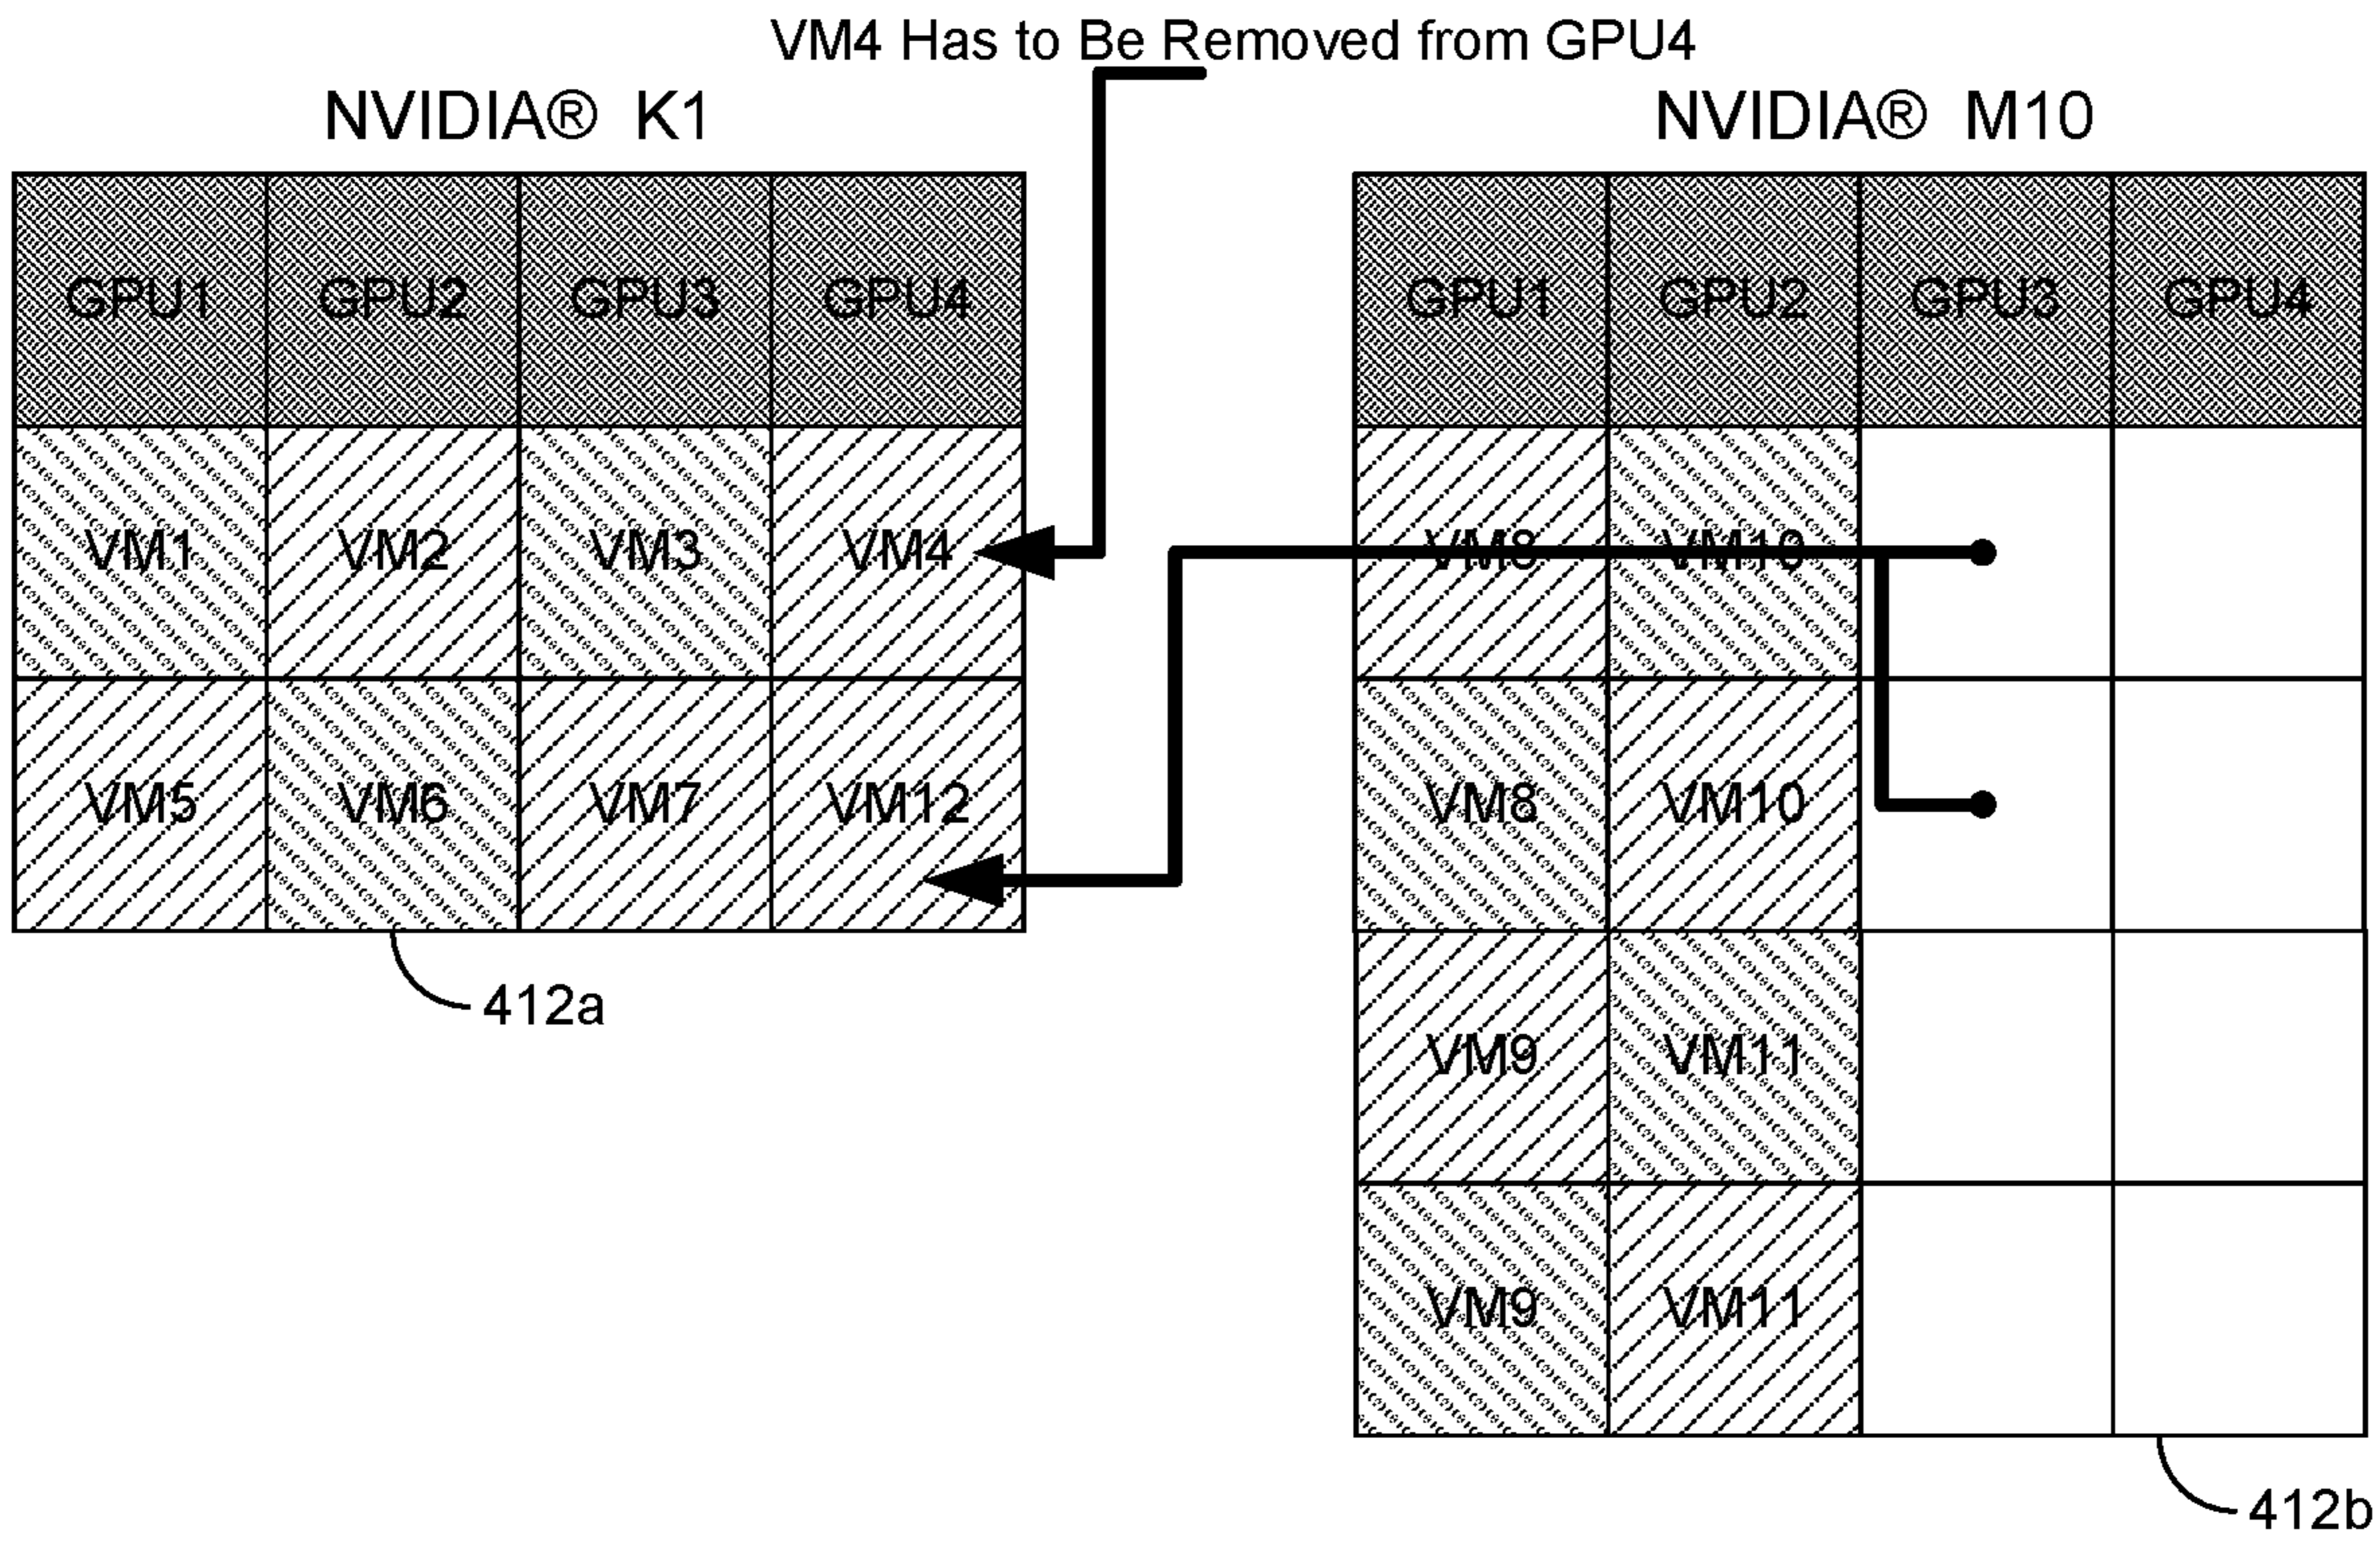 VM4 Has to Be Removed from GPU4
NVIDIA® K1
NVIDIA® M10
GPU1 GPU2 GPU3 GPU4
GPU1 GPU2 GPU3 GPU4
VM1 VM2 VM3 VM4
VM8 VM10
VM5 VM6 VM7 VM12
VM8 VM10
412a
VM9 VM11
VM9 VM11
412b